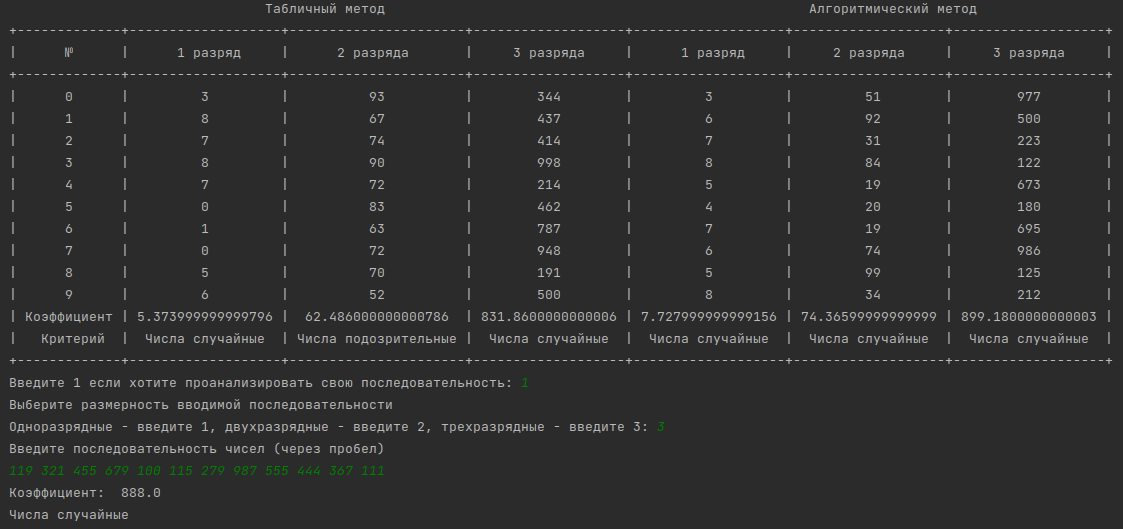 Табличный метод Алгоритмический метод
+-------------+-------------------+----------------------+-------------------+-------------------+-------------------+-------------------+
| № | 1 разряд | 2 разряда | 3 разряда | 1 разряд | 2 разряда | 3 разряда |
+-------------+-------------------+----------------------+-------------------+-------------------+-------------------+-------------------+
| 0 | 3 | 93 | 344 | 3 | 51 | 977 |
| 1 | 8 | 67 | 437 | 6 | 92 | 500 |
| 2 | 7 | 74 | 414 | 7 | 31 | 223 |
| 3 | 8 | 90 | 998 | 8 | 84 | 122 |
| 4 | 7 | 72 | 214 | 5 | 19 | 673 |
| 5 | 0 | 83 | 462 | 4 | 20 | 180 |
| 6 | 1 | 63 | 787 | 7 | 19 | 695 |
| 7 | 0 | 72 | 948 | 6 | 74 | 986 |
| 8 | 5 | 70 | 191 | 5 | 99 | 125 |
| 9 | 6 | 52 | 500 | 8 | 34 | 212 |
| Коэффициент | 5.373999999999796 | 62.486000000000786 | 831.8600000000006 | 7.727999999999156 | 74.36599999999999 | 899.1800000000003 |
| Критерий | Числа случайные | Числа подозрительные | Числа случайные | Числа случайные | Числа случайные | Числа случайные |
+-------------+-------------------+----------------------+-------------------+-------------------+-------------------+-------------------+
Введите 1 если хотите проанализировать свою последовательность: 1
Выберите размерность вводимой последовательности
Одноразрядные - введите 1, двухразрядные - введите 2, трехразрядные - введите 3: 3
Введите последовательность чисел (через пробел)
119 321 455 679 100 115 279 987 555 444 367 111
Коэффициент: 888.0
Числа случайные